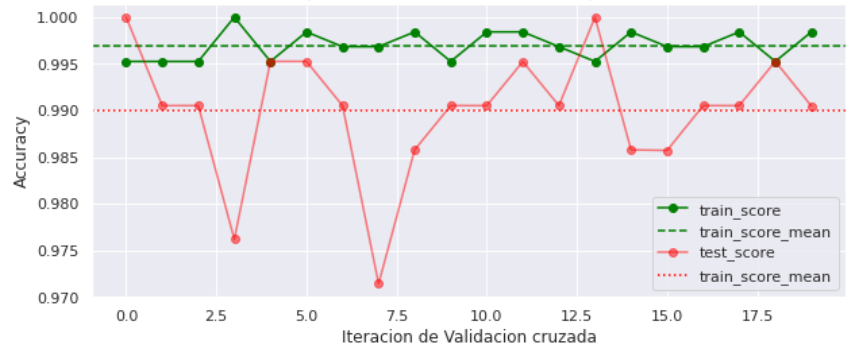 1.000
0.995
0.990
0.985
0.980
0.975
0.970
Accuracy
train_score
train_score_mean
test_score
train_score_mean
0.0 2.5 5.0 7.5 10.0 12.5 15.0 17.5
Iteracion de Validacion cruzada